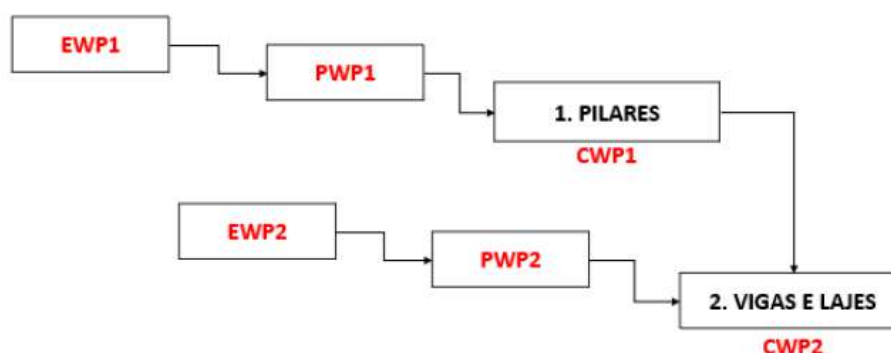 EWP1
PWP1
1. PILARES
CWP1
EWP2
PWP2
2. VIGAS E LAJES
CWP2